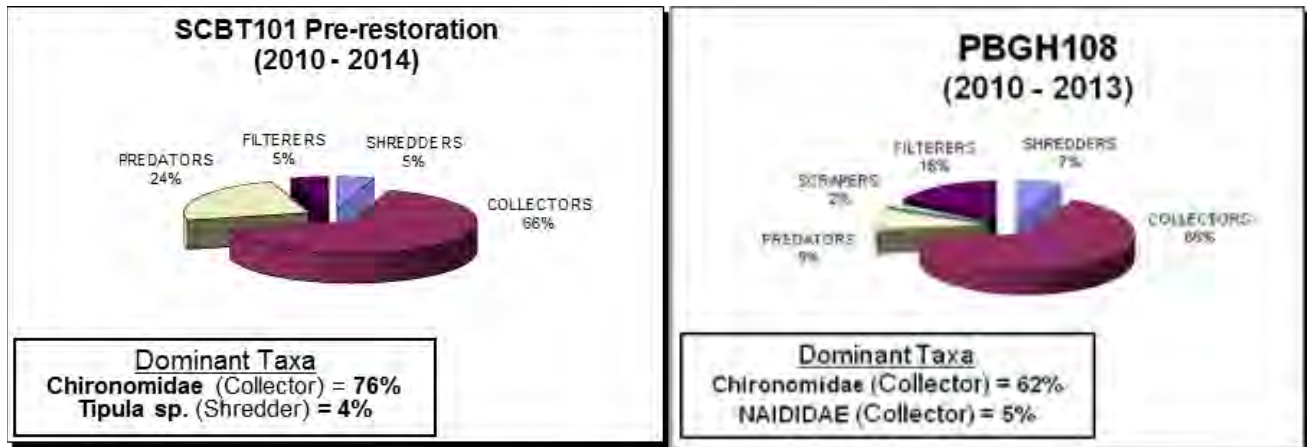 SCBT101 Pre-restoration
(2010 - 2014)
FILTERERS
5%
SHREDDERS
5%
PREDATORS
24%
COLLECTORS
66%
Dominant Taxa
Chironomidae (Collector) = 76%
Tipula sp. (Shredder) = 4%
PBGH108
(2010 - 2013)
FILTERERS
16%
SHREDDERS
7%
SCRAPERS
2%
COLLECTORS
66%
PREDATORS
9%
Dominant Taxa
Chironomidae (Collector) = 62%
NAIDIDAE (Collector) = 5%